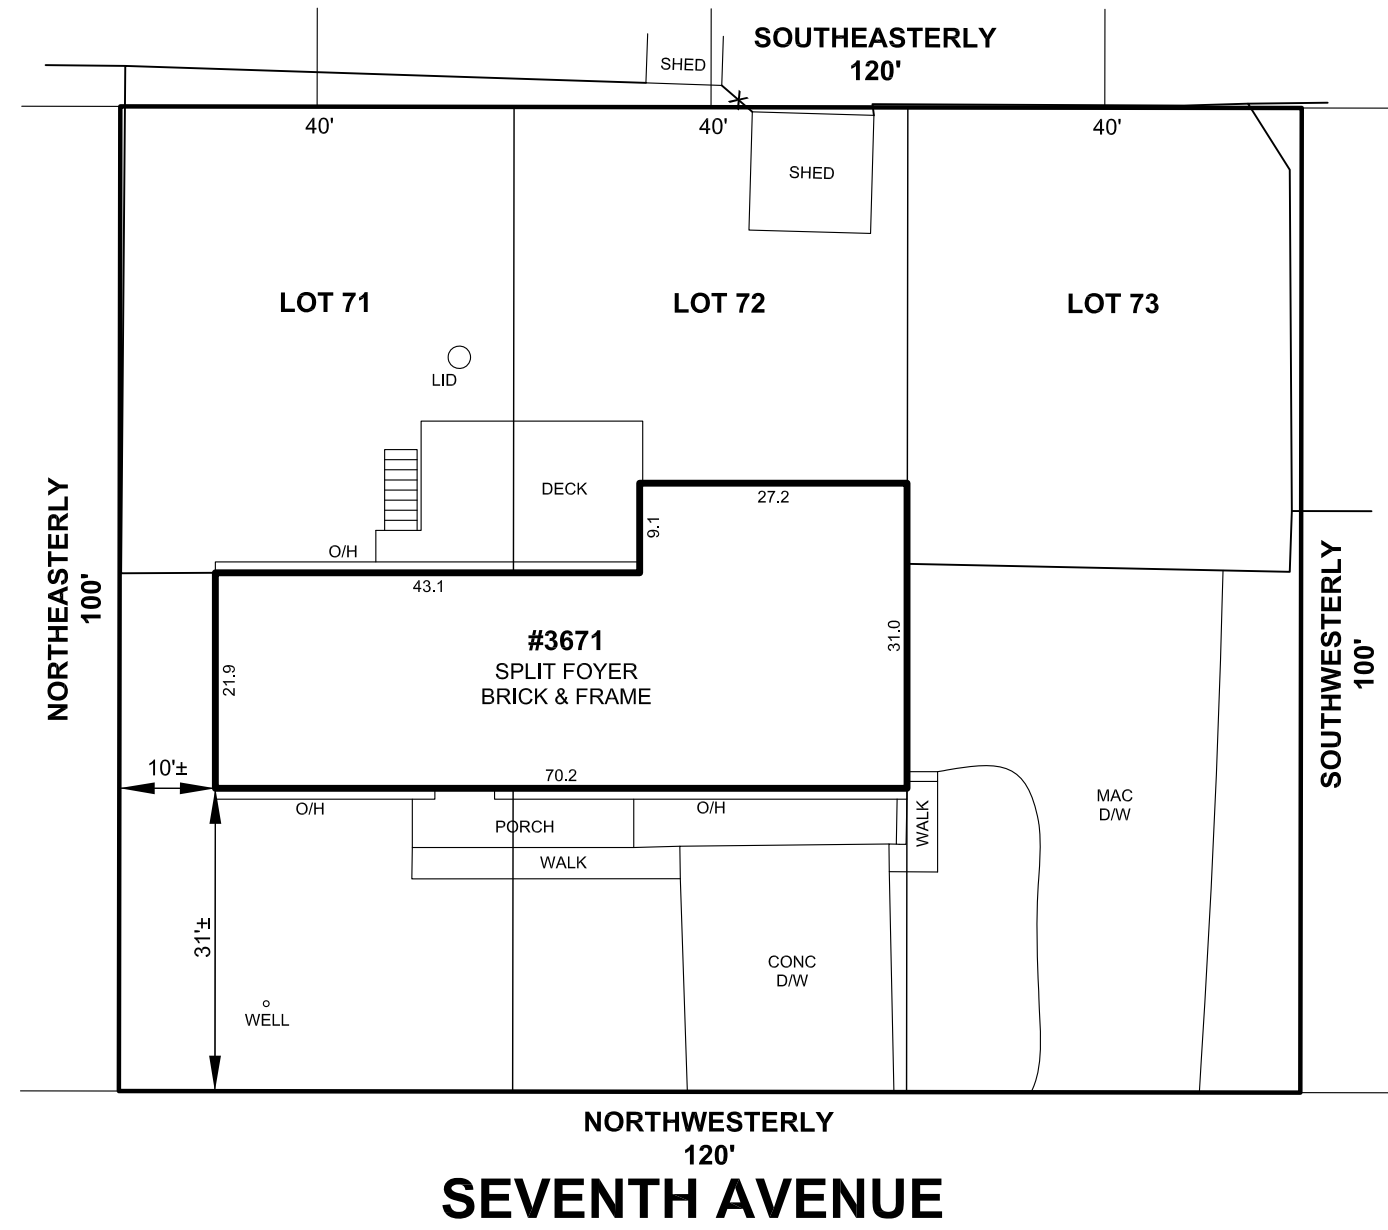 SOUTHEASTERLY
120'
SHED
40'
40'
40'
SHED
LOT 71
LOT 72
LOT 73
LID
DECK
27.2
9.1
O/H
43.1
NORTHEASTERLY
100'
#3671
SPLIT FOYER
BRICK & FRAME
21.9
31.0
SOUTHWESTERLY
100'
10'±
70.2
O/H
O/H
PORCH
WALK
WALK
MAC
D/W
31'±
CONC
D/W
WELL
NORTHWESTERLY
120'
SEVENTH AVENUE